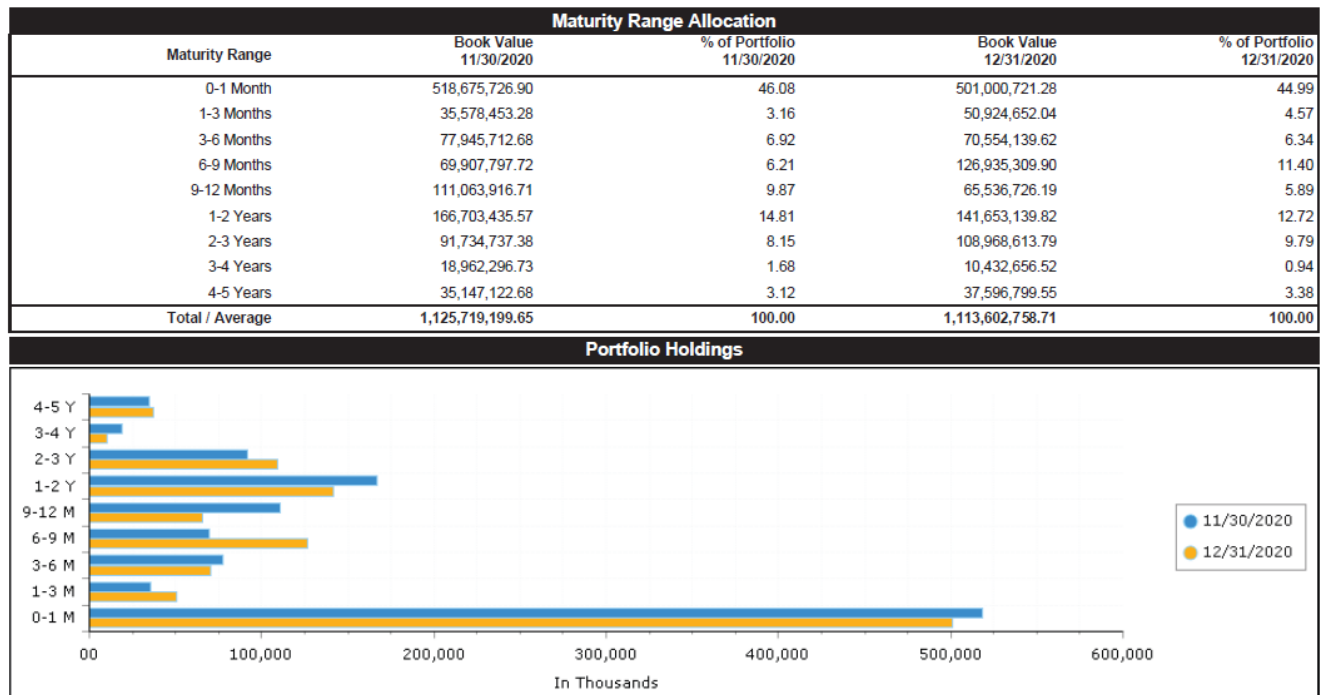 Maturity Range Allocation
Maturity Range Book Value 11/30/2020 % of Portfolio 11/30/2020 Book Value 12/31/2020 % of Portfolio 12/31/2020
0-1 Month 518,675,726.90 46.08 501,000,721.28 44.99
1-3 Months 35,578,453.28 3.16 50,924,652.04 4.57
3-6 Months 77,945,712.68 6.92 70,554,139.62 6.34
6-9 Months 69,907,797.72 6.21 126,935,309.90 11.40
9-12 Months 111,063,916.71 9.87 65,536,726.19 5.89
1-2 Years 166,703,435.57 14.81 141,653,139.82 12.72
2-3 Years 91,734,737.38 8.15 108,968,613.79 9.79
3-4 Years 18,962,296.73 1.68 10,432,656.52 0.94
4-5 Years 35,147,122.68 3.12 37,596,799.55 3.38
Total / Average 1,125,719,199.65 100.00 1,113,602,758.71 100.00
Portfolio Holdings
4-5 Y
3-4 Y
2-3 Y
1-2 Y
9-12 M
6-9 M
3-6 M
1-3 M
0-1 M
00 100,000 200,000 300,000 400,000 500,000 600,000
In Thousands
11/30/2020
12/31/2020